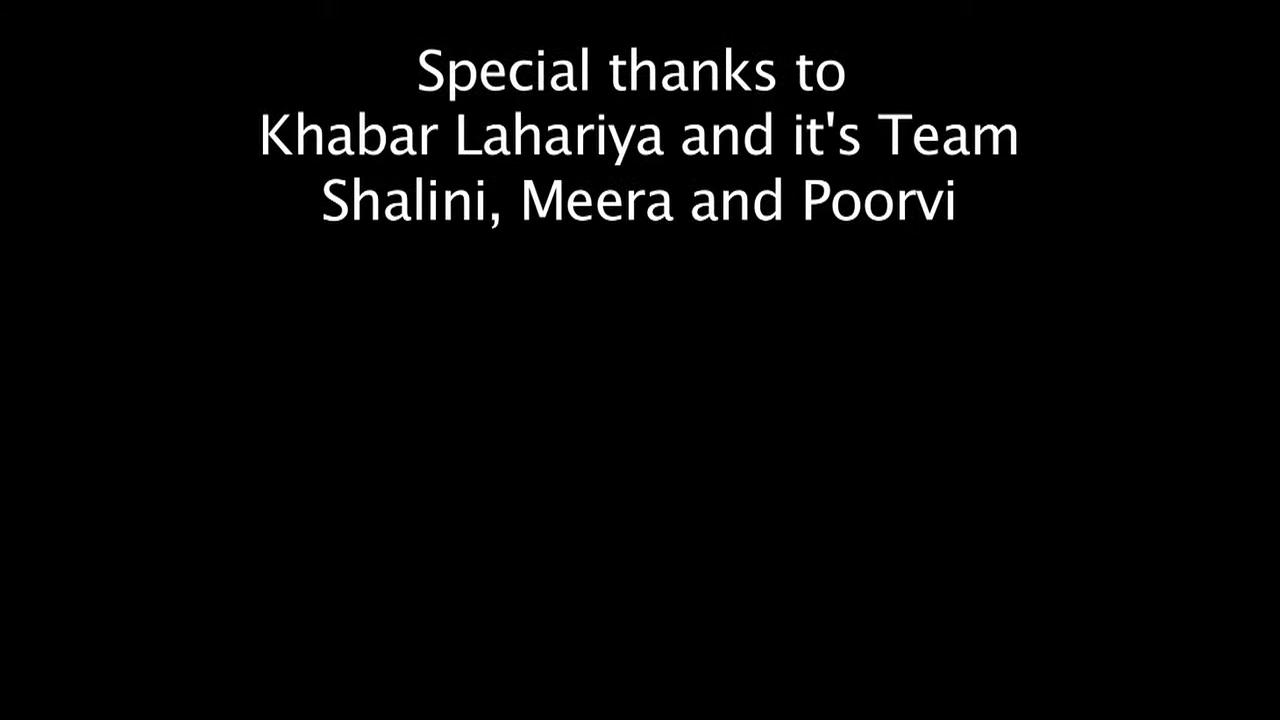 Special thanks to
Khabar Lahariya and it's Team
Shalini, Meera and Poorvi